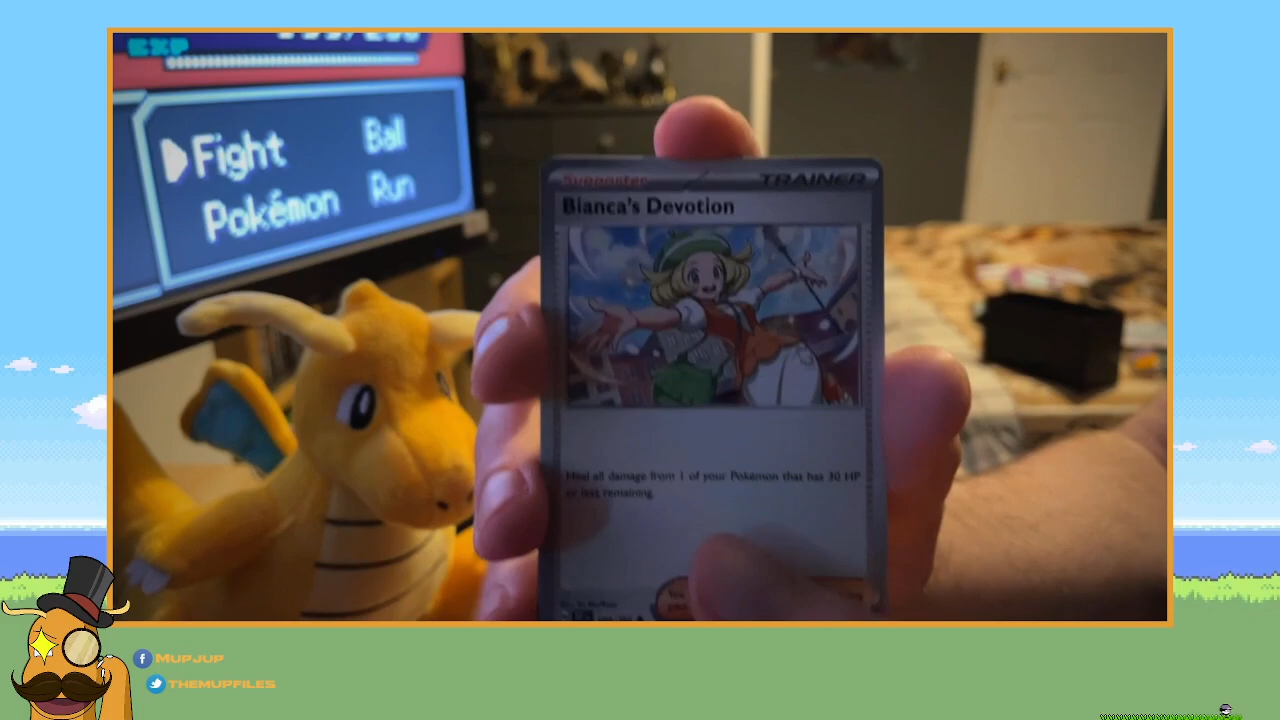 EXP
Fight Ball
Pokémon Run
Supporter TRAINER
Bianca's Devotion
Heal all damage from 1 of your Pokémon that has 30 HP
or less remaining.
You
MUPJUP
THEMUPFILES